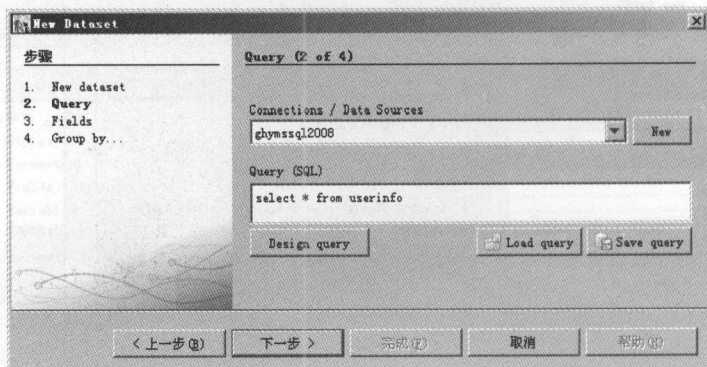 New Dataset
步骤
1. New dataset
2. Query
3. Fields
4. Group by...
Query (2 of 4)
Connections / Data Sources
ghymssql2008
New
Query (SQL)
select * from userinfo
Design query
Load query
Save query
< 上一步(B)
下一步 >
完成(F)
取消
帮助(H)